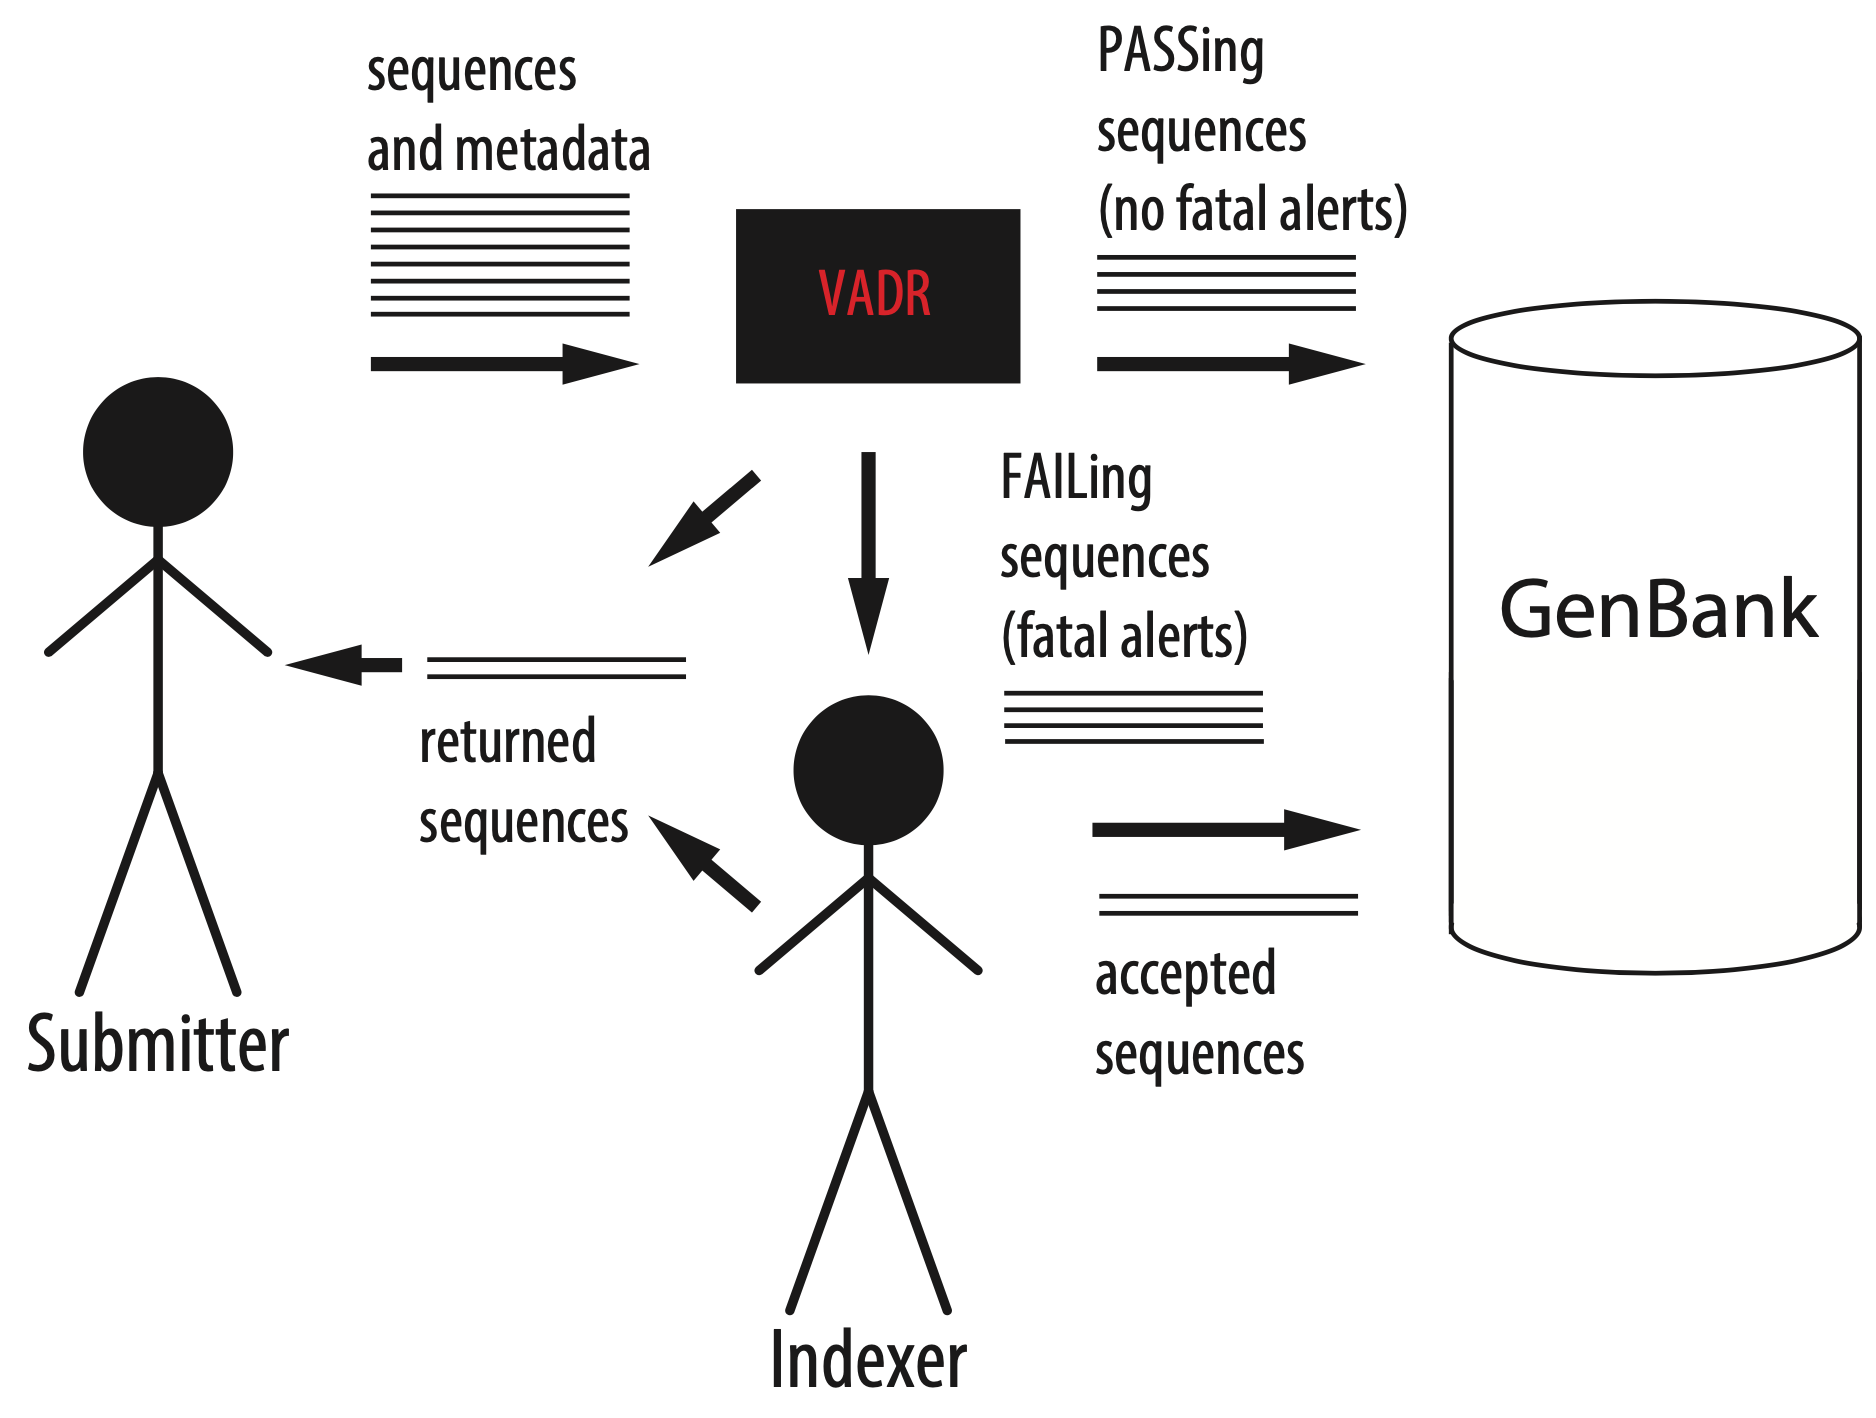 sequences
and metadata
PASSing
sequences
(no fatal alerts)
VADR
FAILing
sequences
(fatal alerts)
GenBank
returned
sequences
accepted
sequences
Submitter
Indexer